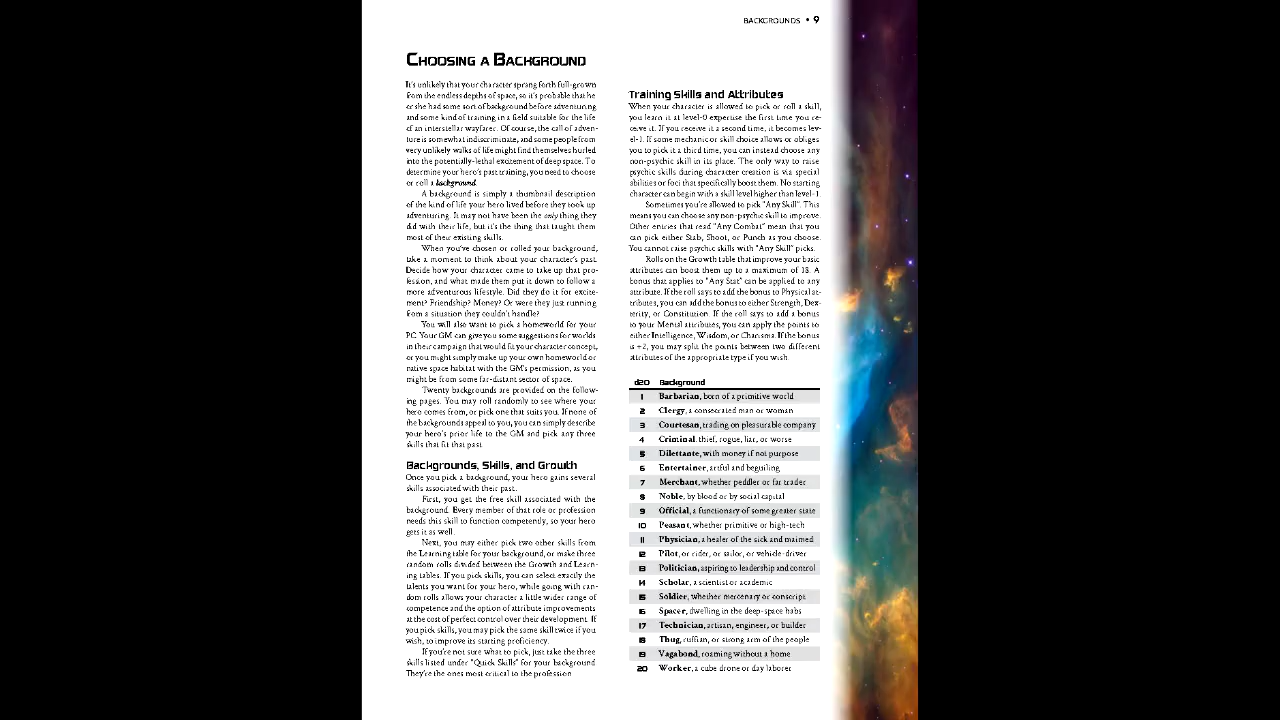 BACKGROUNDS • 9
CHOOSING A BACKGROUND
It's unlikely that your character sprang forth full-grown
from the endless depths of space, so it's probable that he
or she had some sort of background before adventuring
and some kind of training in a field suitable for the life
of an interstellar wayfarer. Of course, the call of adven-
ture is somewhat indiscriminate, and some people from
very unlikely walks of life might find themselves hurled
into the potentially-lethal excitement of deep space. To
determine your hero's past training, you need to choose
or roll a background.
A background is simply a thumbnail description
of the kind of life your hero lived before they took up
adventuring. It may not have been the only thing they
did with their life, but it's the thing that taught them
most of their existing skills.
When you've chosen or rolled your background,
take a moment to think about your character's past.
Decide how your character came to take up that pro-
fession, and what made them put it down to follow a
more adventurous lifestyle. Did they do it for excite-
ment? Friendship? Money? Or were they just running
from a situation they couldn't handle?
You will also want to pick a homeworld for your
PC. Your GM can give you some suggestions for worlds
in their campaign that would fit your character concept,
or you might simply make up your own homeworld or
native space habitat with the GM's permission, as you
might be from some far-distant sector of space.
Twenty backgrounds are provided on the follow-
ing pages. You may roll randomly to see where your
hero comes from, or pick one that suits you. If none of
the backgrounds appeal to you, you can simply describe
your hero's prior life to the GM and pick any three
skills that fit that past.
Backgrounds, Skills, and Growth
Once you pick a background, your hero gains several
skills associated with their past.
First, you get the free skill associated with the
background. Every member of that role or profession
needs this skill to function competently, so your hero
gets it as well.
Next, you may either pick two other skills from
the Learning table for your background, or make three
random rolls divided between the Growth and Learn-
ing tables. If you pick skills, you can select exactly the
talents you want for your hero, while going with ran-
dom rolls allows your character a little wider range of
competence and the option of attribute improvements
at the cost of perfect control over their development. If
you pick skills, you may pick the same skill twice if you
wish, to improve its starting proficiency.
If you're not sure what to pick, just take the three
skills listed under "Quick Skills" for your background.
They're the ones most critical to the profession.
Training Skills and Attributes
When your character is allowed to pick or roll a skill,
you learn it at level-0 expertise the first time you re-
ceive it. If you receive it a second time, it becomes lev-
el-1. If some mechanic or skill choice allows or obliges
you to pick it a third time, you can instead choose any
non-psychic skill in its place. The only way to raise
psychic skills during character creation is via special
abilities or foci that specifically boost them. No starting
character can begin with a skill level higher than level-1.
Sometimes you're allowed to pick "Any Skill". This
means you can choose any non-psychic skill to improve.
Other entries that read "Any Combat" mean that you
can pick either Stab, Shoot, or Punch as you choose.
You cannot raise psychic skills with "Any Skill" picks.
Rolls on the Growth table that improve your basic
attributes can boost them up to a maximum of 18. A
bonus that applies to "Any Stat" can be applied to any
attribute. If the roll says to add the bonus to Physical at-
tributes, you can add the bonus to either Strength, Dex-
terity, or Constitution. If the roll says to add a bonus
to your Mental attributes, you can apply the points to
either Intelligence, Wisdom, or Charisma. If the bonus
is +2, you may split the points between two different
attributes of the appropriate type if you wish.
d20 Background
1 Barbarian, born of a primitive world
2 Clergy, a consecrated man or woman
3 Courtesan, trading on pleasurable company
4 Criminal, thief, rogue, liar, or worse
5 Dilettante, with money if not purpose
6 Entertainer, artful and beguiling
7 Merchant, whether peddler or far trader
8 Noble, by blood or by social capital
9 Official, a functionary of some greater state
10 Peasant, whether primitive or high-tech
11 Physician, a healer of the sick and maimed
12 Pilot, or rider, or sailor, or vehicle-driver
13 Politician, aspiring to leadership and control
14 Scholar, a scientist or academic
15 Soldier, whether mercenary or conscript
16 Spacer, dwelling in the deep-space habs
17 Technician, artisan, engineer, or builder
18 Thug, ruffian, or strong arm of the people
19 Vagabond, roaming without a home
20 Worker, a cube drone or day laborer